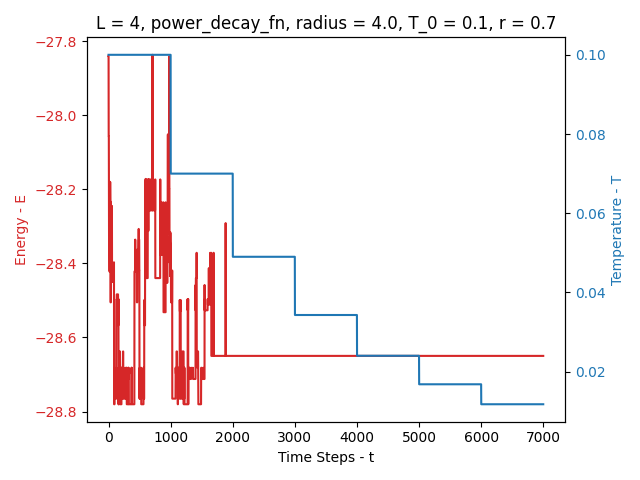 L = 4, power_decay_fn, radius = 4.0, T_0 = 0.1, r = 0.7
−27.8
−28.0
−28.2
−28.4
−28.6
−28.8
Energy - E
0.10
0.08
0.06
0.04
0.02
Temperature - T
0 1000 2000 3000 4000 5000 6000 7000
Time Steps - t